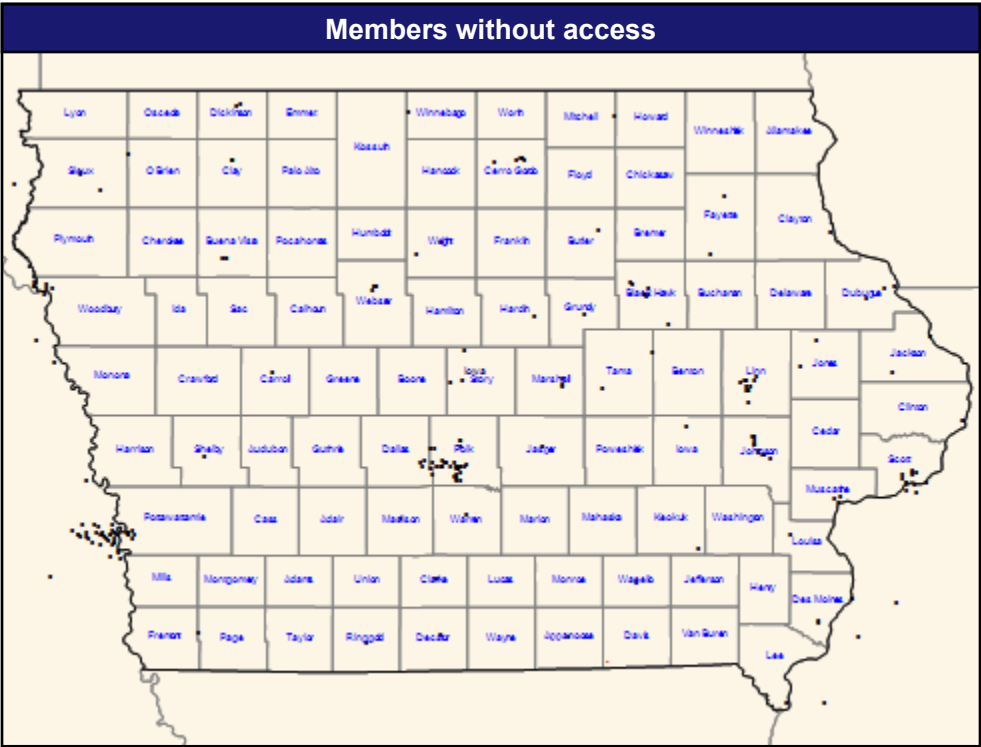 Members without access
Lyon Osceola Dickinson Emmet Winnebago Worth Mitchell Howard Winneshiek Allamakee
Kossuth
Sioux O'Brien Clay Palo Alto Hancock Cerro Gordo Floyd Chickasaw
Fayette Clayton
Plymouth Cherokee Buena Vista Pocahontas Humboldt Wright Franklin Butler Bremer
Woodbury Ida Sac Calhoun Webster Hamilton Hardin Grundy Black Hawk Buchanan Delaware Dubuque
Jackson
Monona Crawford Carroll Greene Boone Iowa Story Marshall Tama Benton Linn Jones
Clinton
Harrison Shelby Audubon Guthrie Dallas Polk Jasper Poweshiek Iowa Johnson Cedar
Scott
Muscatine
Pottawattamie Cass Adair Madison Warren Marion Mahaska Keokuk Washington
Louisa
Mills Montgomery Adams Union Clarke Lucas Monroe Wapello Jefferson Henry
Des Moines
Fremont Page Taylor Ringgold Decatur Wayne Appanoose Davis Van Buren
Lee